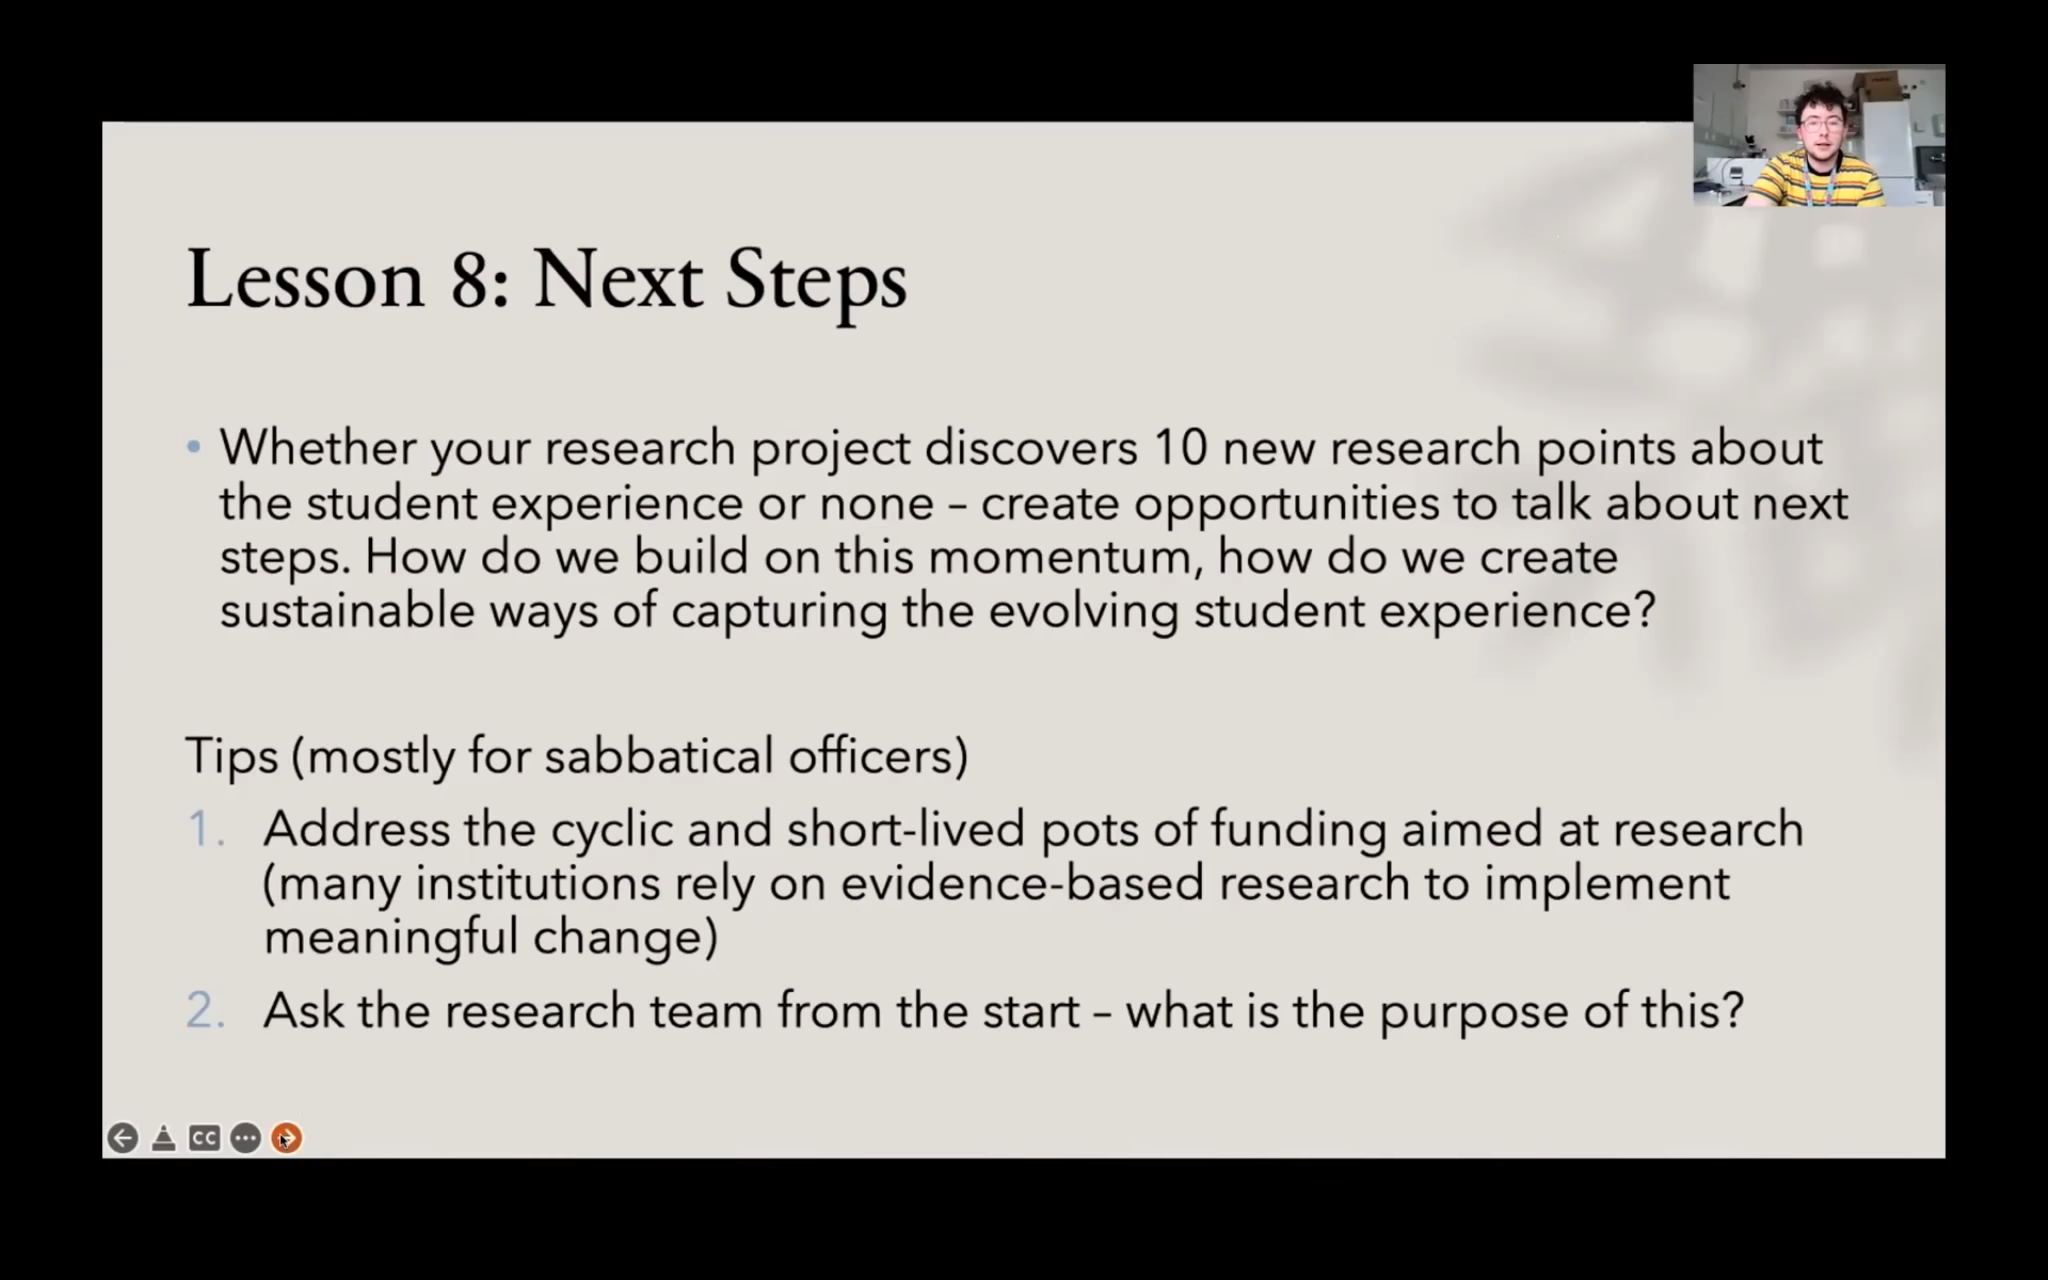 Lesson 8: Next Steps
• Whether your research project discovers 10 new research points about
the student experience or none – create opportunities to talk about next
steps. How do we build on this momentum, how do we create
sustainable ways of capturing the evolving student experience?
Tips (mostly for sabbatical officers)
1. Address the cyclic and short-lived pots of funding aimed at research
(many institutions rely on evidence-based research to implement
meaningful change)
2. Ask the research team from the start – what is the purpose of this?
CC